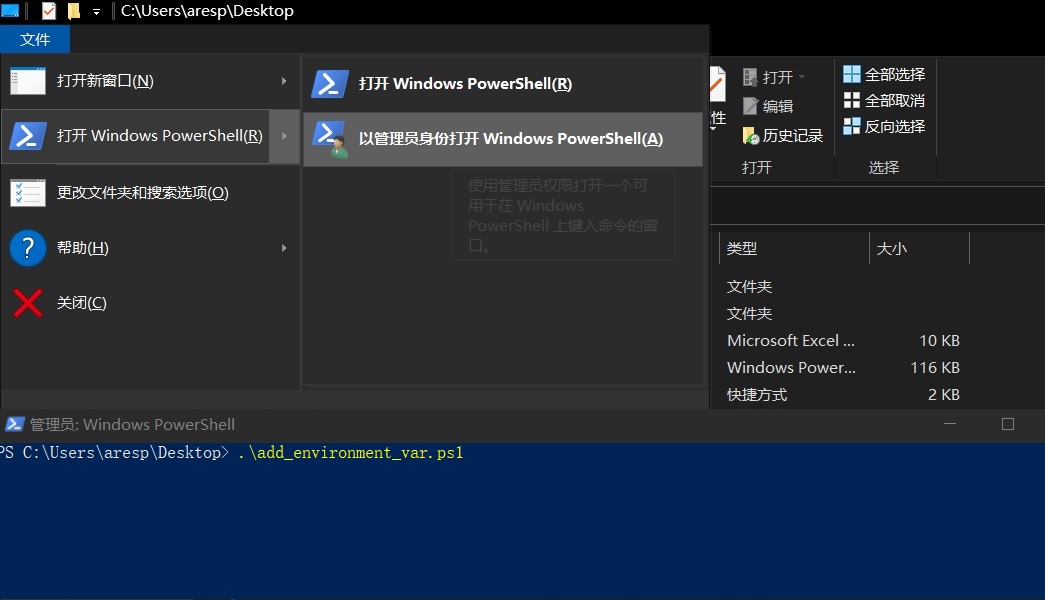 C:\Users\aresp\Desktop
文件
打开新窗口(N)
打开 Windows PowerShell(R)
更改文件夹和搜索选项(O)
帮助(H)
关闭(C)
打开 Windows PowerShell(R)
以管理员身份打开 Windows PowerShell(A)
使用管理员权限打开一个可
用于在 Windows
PowerShell 上键入命令的窗
口。
性
打开
编辑
历史记录
打开
全部选择
全部取消
反向选择
选择
类型 大小
文件夹
文件夹
Microsoft Excel ... 10 KB
Windows Power... 116 KB
快捷方式 2 KB
管理员: Windows PowerShell
PS C:\Users\aresp\Desktop> .\add_environment_var.ps1